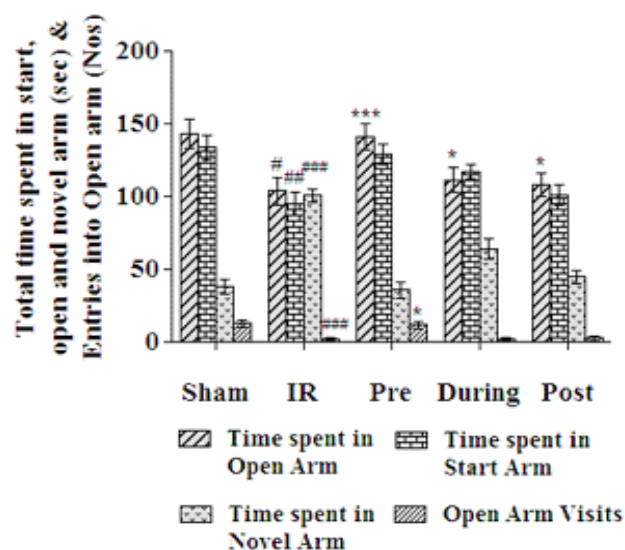 Total time spent in start,
open and novel arm (sec) &
Entries into Open arm (Nos)
200
150
100
50
0
# ## ### ###
*** *
*
*
Sham IR Pre During Post
Time spent in
Open Arm
Time spent in
Start Arm
Time spent in
Novel Arm
Open Arm Visits